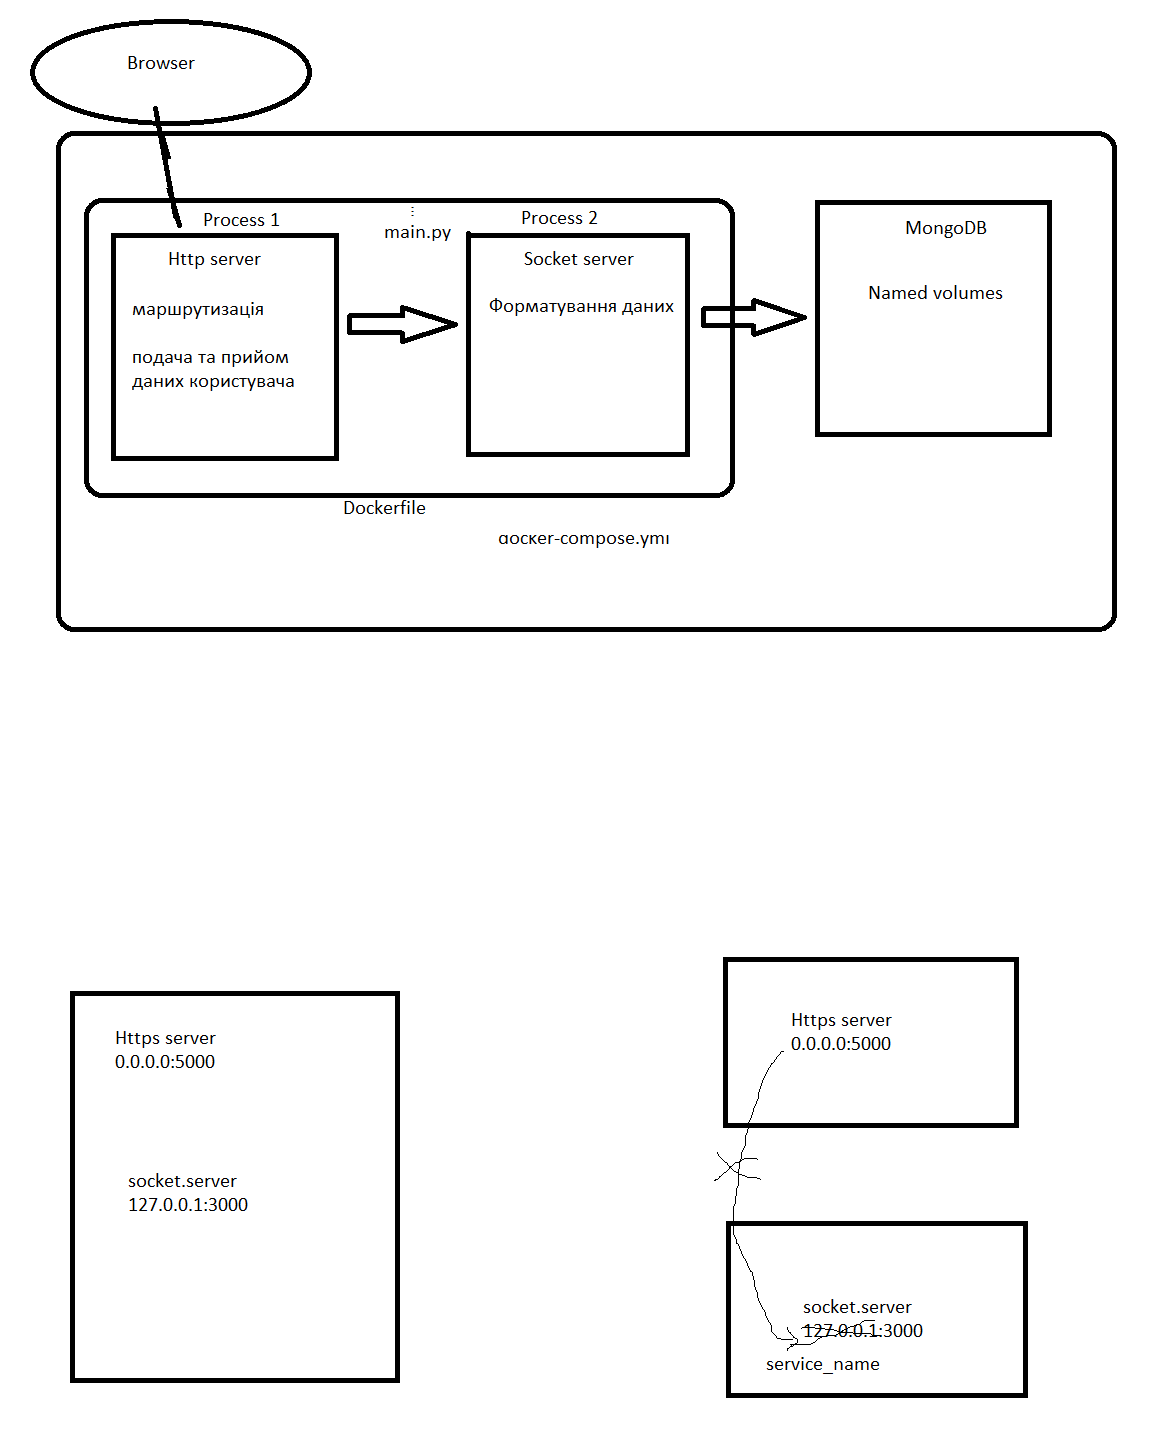 Browser
Process 1
main.py
Process 2
Http server
маршрутизація
подача та прийом
даних користувача
Socket server
Форматування даних
MongoDB
Named volumes
Dockerfile
docker-compose.yml
Https server
0.0.0.0:5000
socket.server
127.0.0.1:3000
Https server
0.0.0.0:5000
socket.server
127.0.0.1:3000
service_name